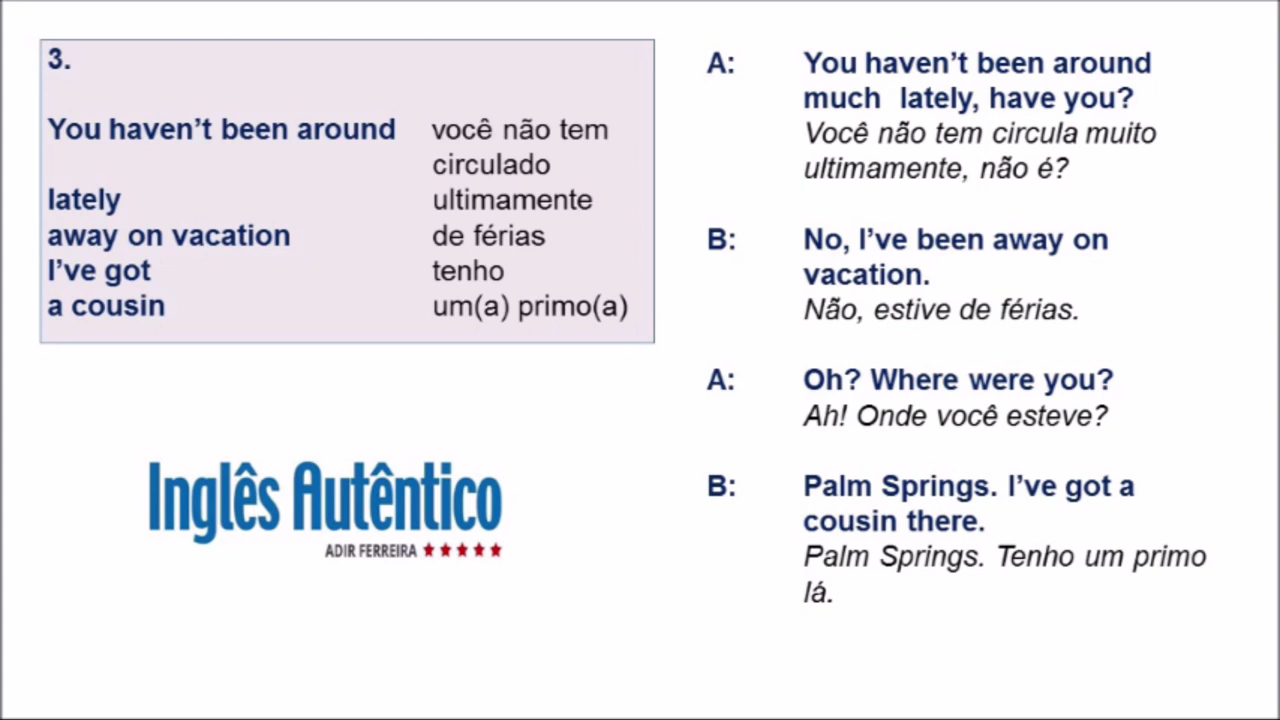 3.
You haven't been around você não tem
circulado
lately ultimamente
away on vacation de férias
I've got tenho
a cousin um(a) primo(a)
Inglês Autêntico
ADIR FERREIRA ★★★★★
A: You haven't been around
much lately, have you?
Você não tem circula muito
ultimamente, não é?
B: No, I've been away on
vacation.
Não, estive de férias.
A: Oh? Where were you?
Ah! Onde você esteve?
B: Palm Springs. I've got a
cousin there.
Palm Springs. Tenho um primo
lá.